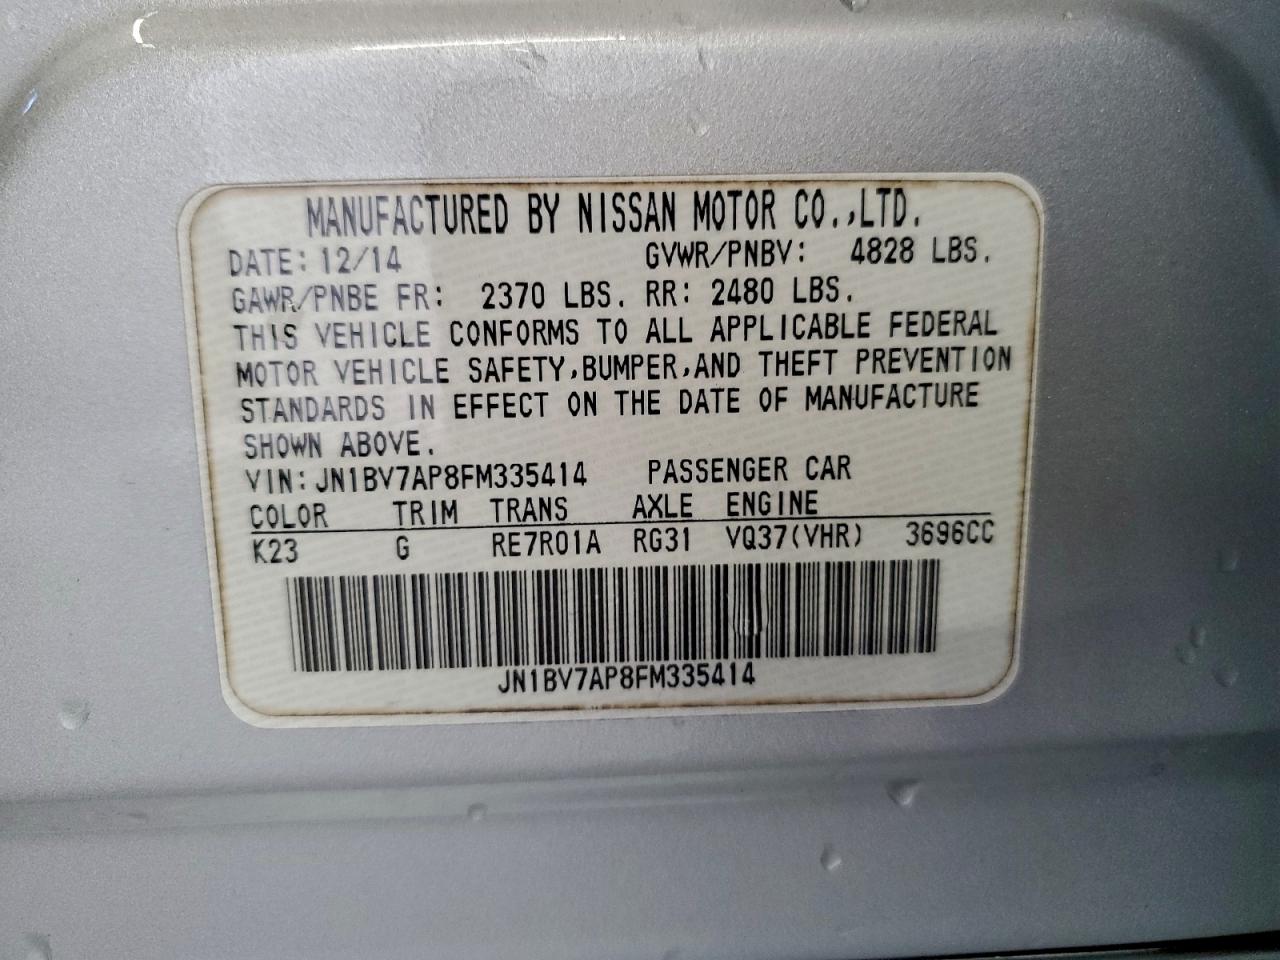 MANUFACTURED BY NISSAN MOTOR CO.,LTD.
DATE: 12/14 GVWR/PNBV: 4828 LBS.
GAWR/PNBE FR: 2370 LBS. RR: 2480 LBS.
THIS VEHICLE CONFORMS TO ALL APPLICABLE FEDERAL
MOTOR VEHICLE SAFETY,BUMPER,AND THEFT PREVENTION
STANDARDS IN EFFECT ON THE DATE OF MANUFACTURE
SHOWN ABOVE.
VIN: JN1BV7AP8FM335414 PASSENGER CAR
COLOR TRIM TRANS AXLE ENGINE
K23 G RE7R01A RG31 VQ37(VHR) 3696CC
JN1BV7AP8FM335414